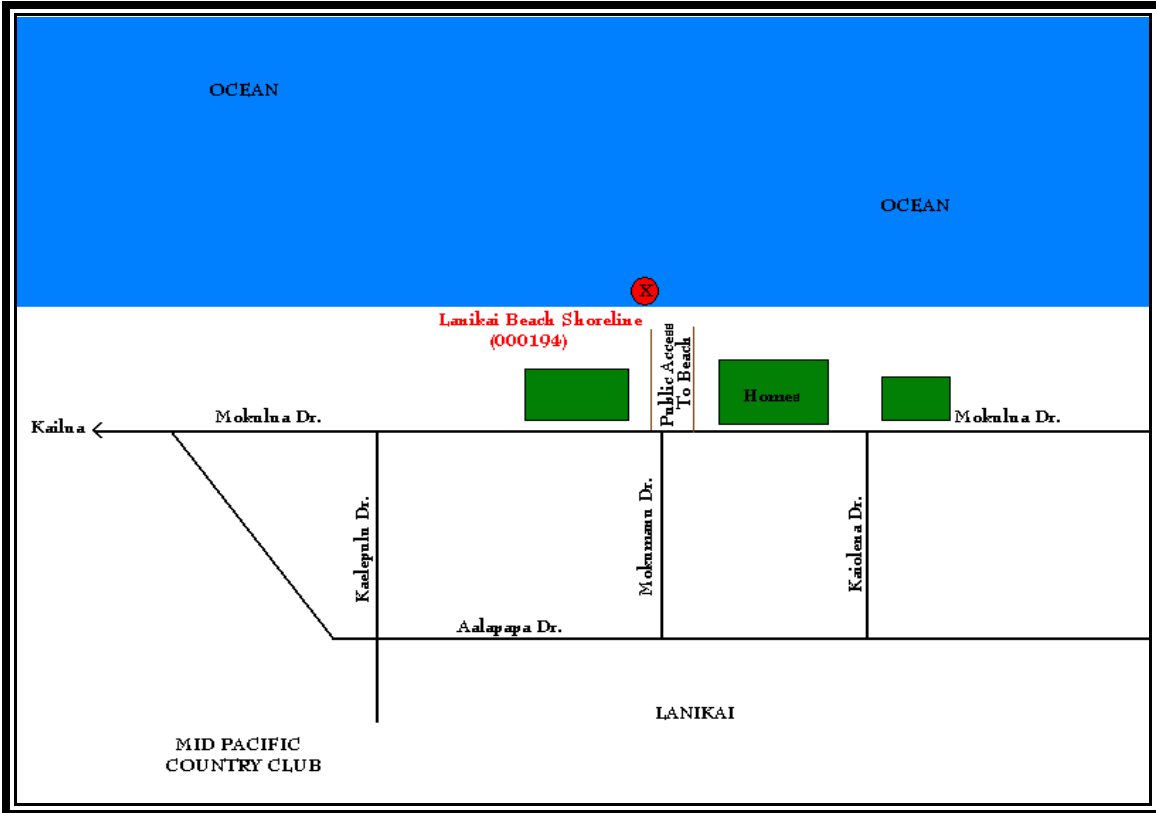 OCEAN
OCEAN
X
Lanikai Beach Shoreline
(000194)
Public Access
To Beach
Homes
Mokulua Dr.
Mokulua Dr.
Kailua
Kaelepulu Dr.
Mokumanu Dr.
Kaiolena Dr.
Aalapapa Dr.
LANIKAI
MID PACIFIC
COUNTRY CLUB